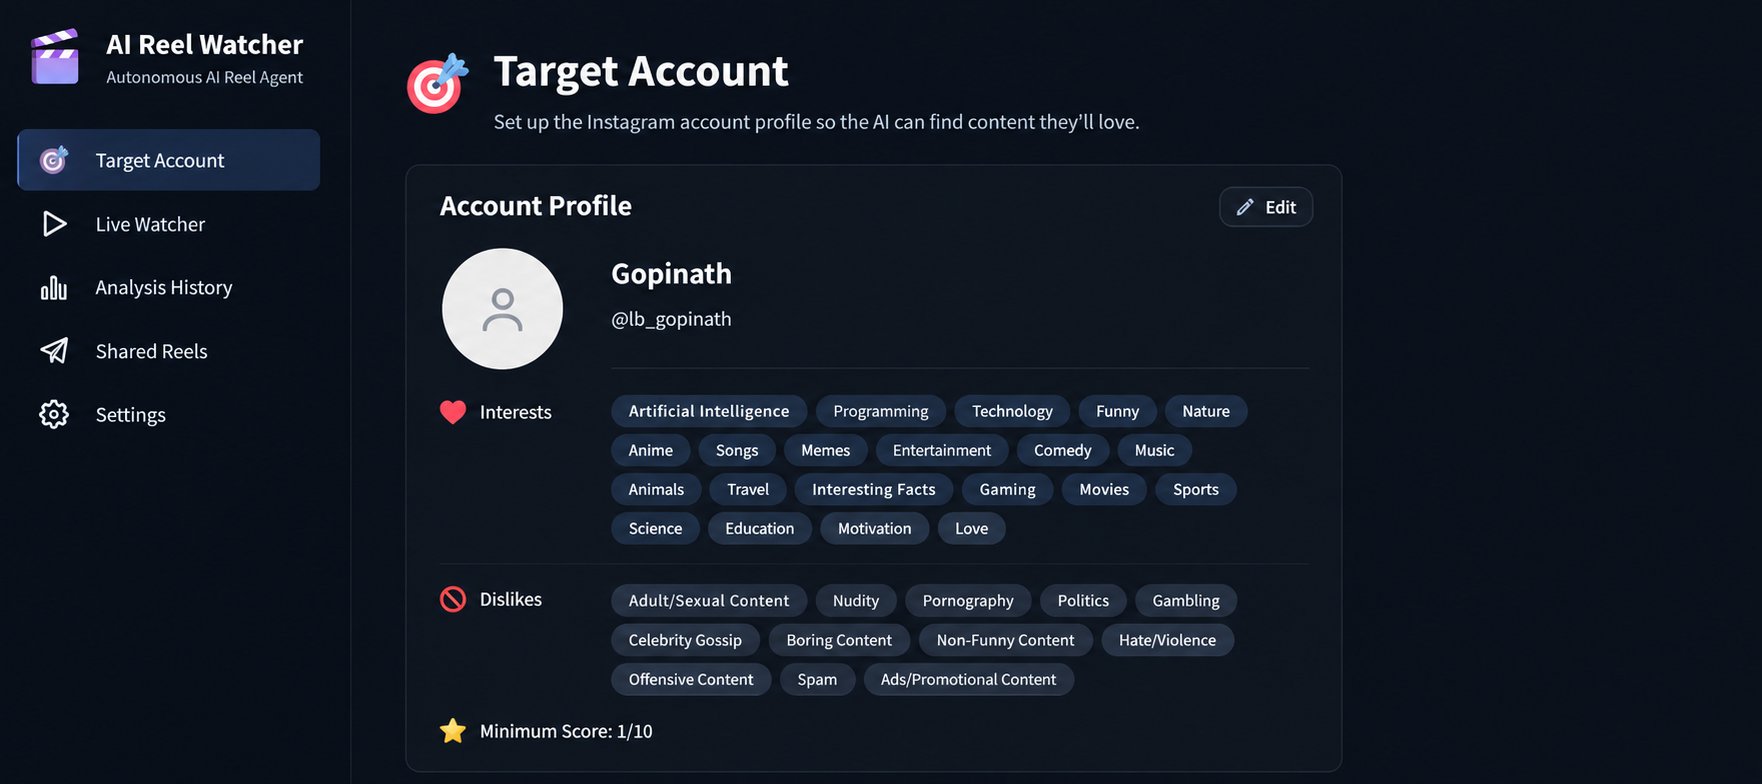 AI Reel Watcher
Autonomous AI Reel Agent
Target Account
Live Watcher
Analysis History
Shared Reels
Settings
Target Account
Set up the Instagram account profile so the AI can find content they'll love.
Account Profile
Edit
Gopinath
@lb_gopinath
Interests
Artificial Intelligence Programming Technology Funny Nature
Anime Songs Memes Entertainment Comedy Music
Animals Travel Interesting Facts Gaming Movies Sports
Science Education Motivation Love
Dislikes
Adult/Sexual Content Nudity Pornography Politics Gambling
Celebrity Gossip Boring Content Non-Funny Content Hate/Violence
Offensive Content Spam Ads/Promotional Content
Minimum Score: 1/10